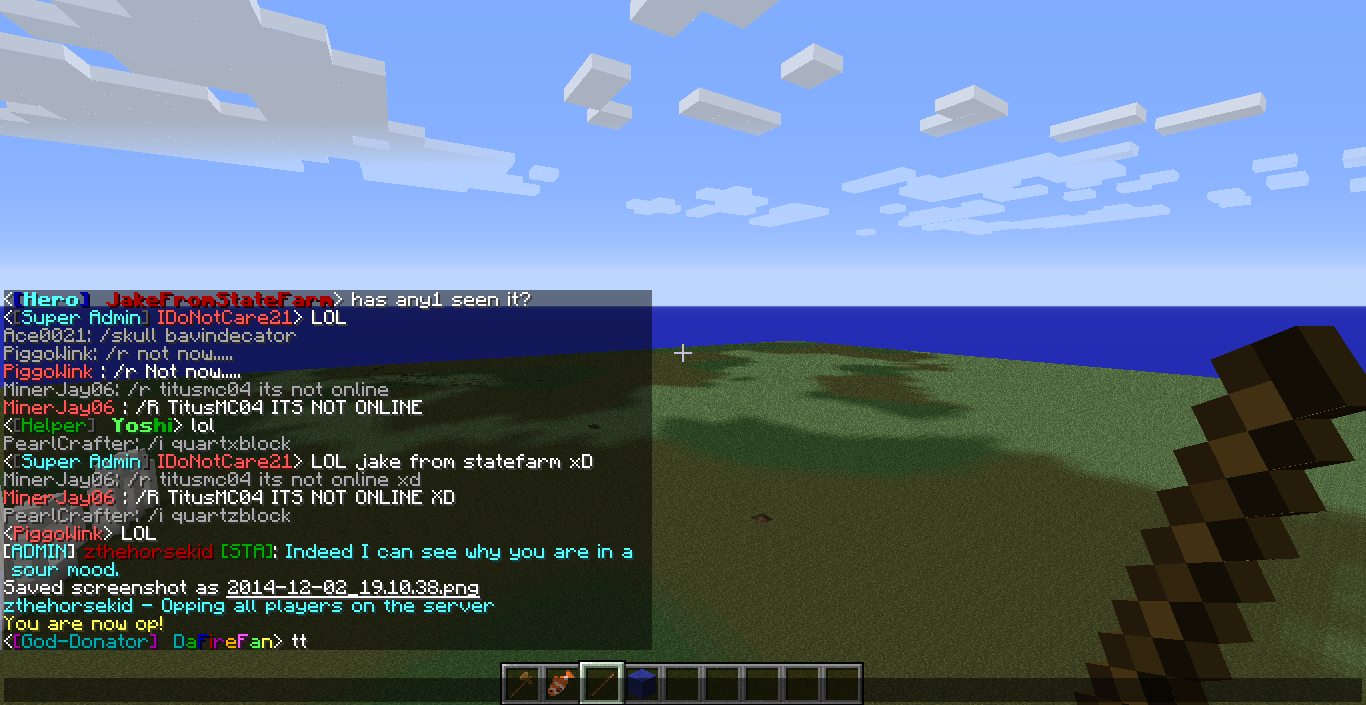 <[Hero] JakeFromStateFarm> has any1 seen it?
<[Super Admin] IDoNotCare21> LOL
Ace0021: /skull bavindecator
PiggoWink: /r not now.....
PiggoWink : /r Not now.....
MinerJay06: /r titusmc04 its not online
MinerJay06 : /R TitusMC04 ITS NOT ONLINE
<[Helper] Yoshi> lol
PearlCrafter: /i quartxblock
<[Super Admin] IDoNotCare21> LOL jake from statefarm xD
MinerJay06: /r titusmc04 its not online xd
MinerJay06 : /R TitusMC04 ITS NOT ONLINE XD
PearlCrafter: /i quartzblock
<PiggoWink> LOL
[ADMIN] zthehorsekid [STA]: Indeed I can see why you are in a
sour mood.
Saved screenshot as 2014-12-02_19.10.38.png
zthehorsekid - Opping all players on the server
You are now op!
<[God-Donator] DaFireFan> tt